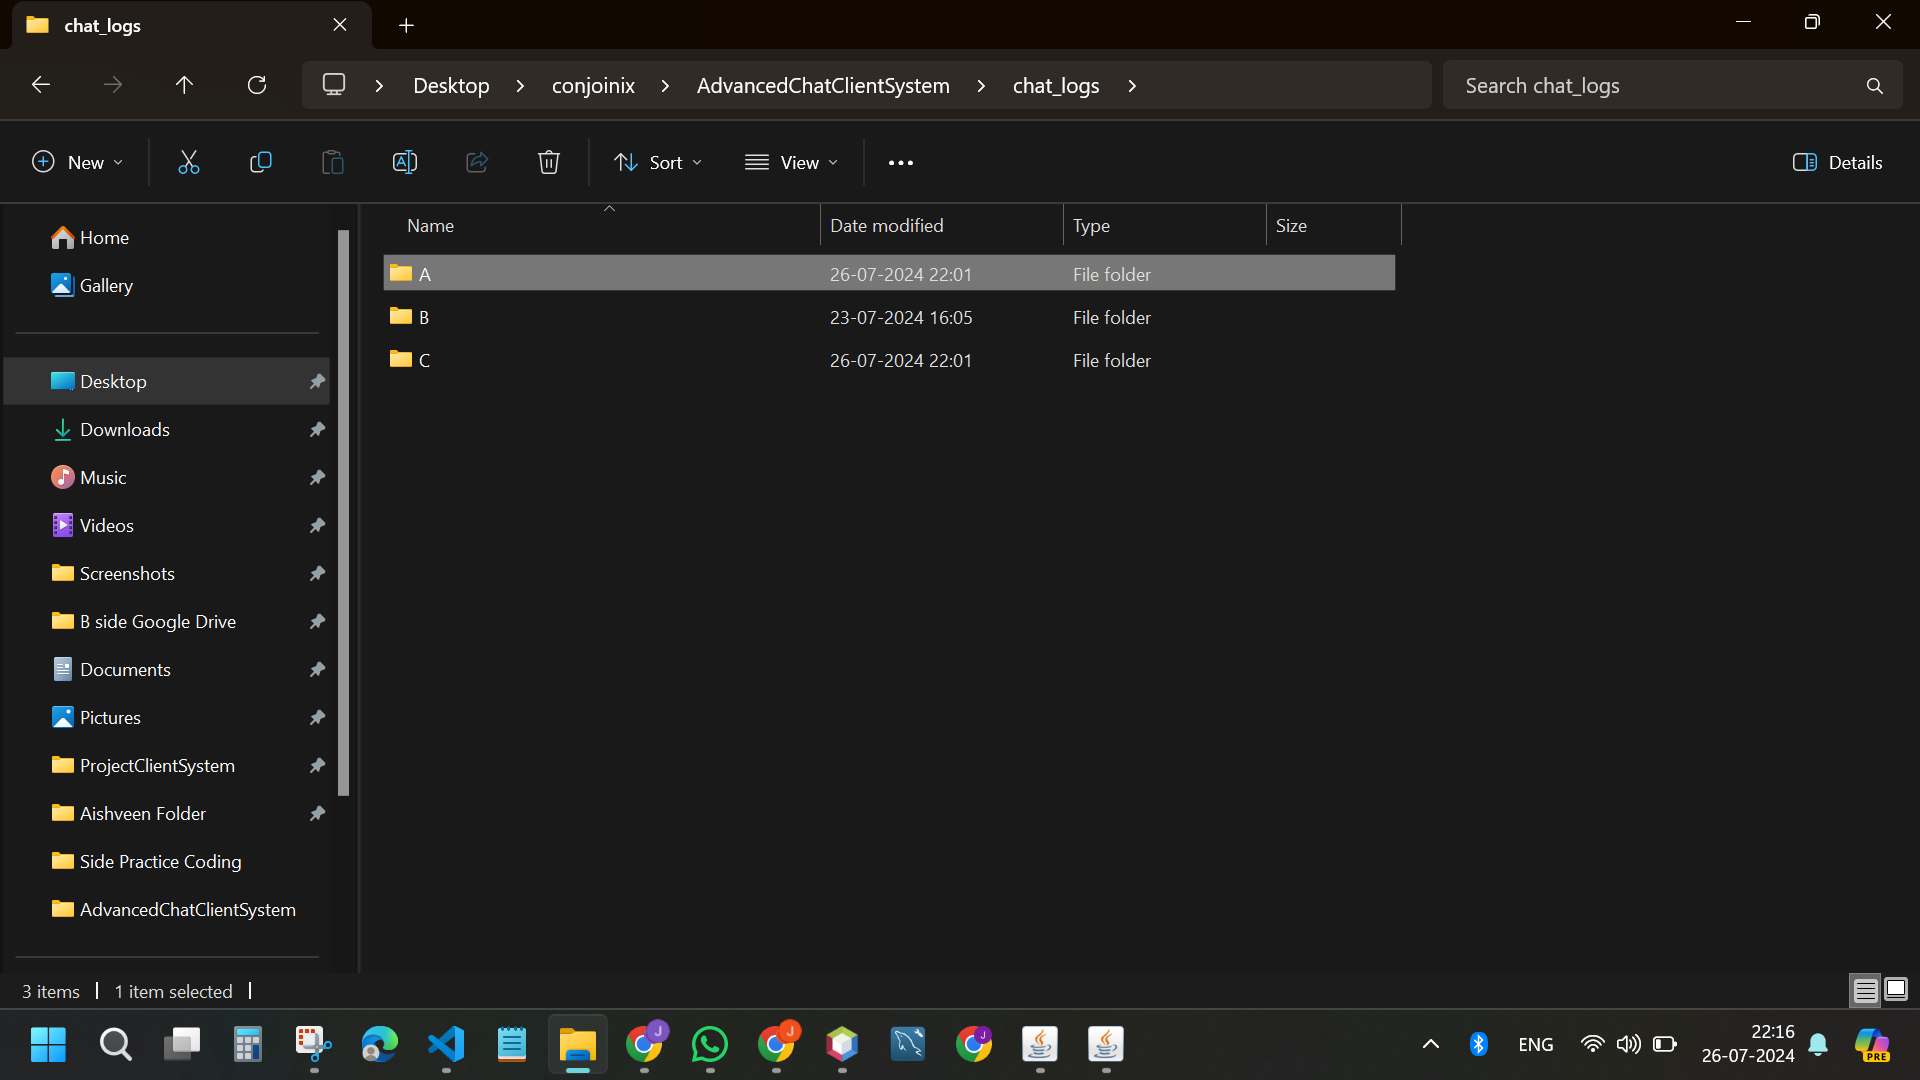 chat_logs
Desktop > conjoinix > AdvancedChatClientSystem > chat_logs >
Search chat_logs
New
Sort
View
Details
Home
Gallery
Desktop
Downloads
Music
Videos
Screenshots
B side Google Drive
Documents
Pictures
ProjectClientSystem
Aishveen Folder
Side Practice Coding
AdvancedChatClientSystem
Name Date modified Type Size
A 26-07-2024 22:01 File folder
B 23-07-2024 16:05 File folder
C 26-07-2024 22:01 File folder
3 items | 1 item selected |
J
J
J
ENG
22:16
26-07-2024
PRE